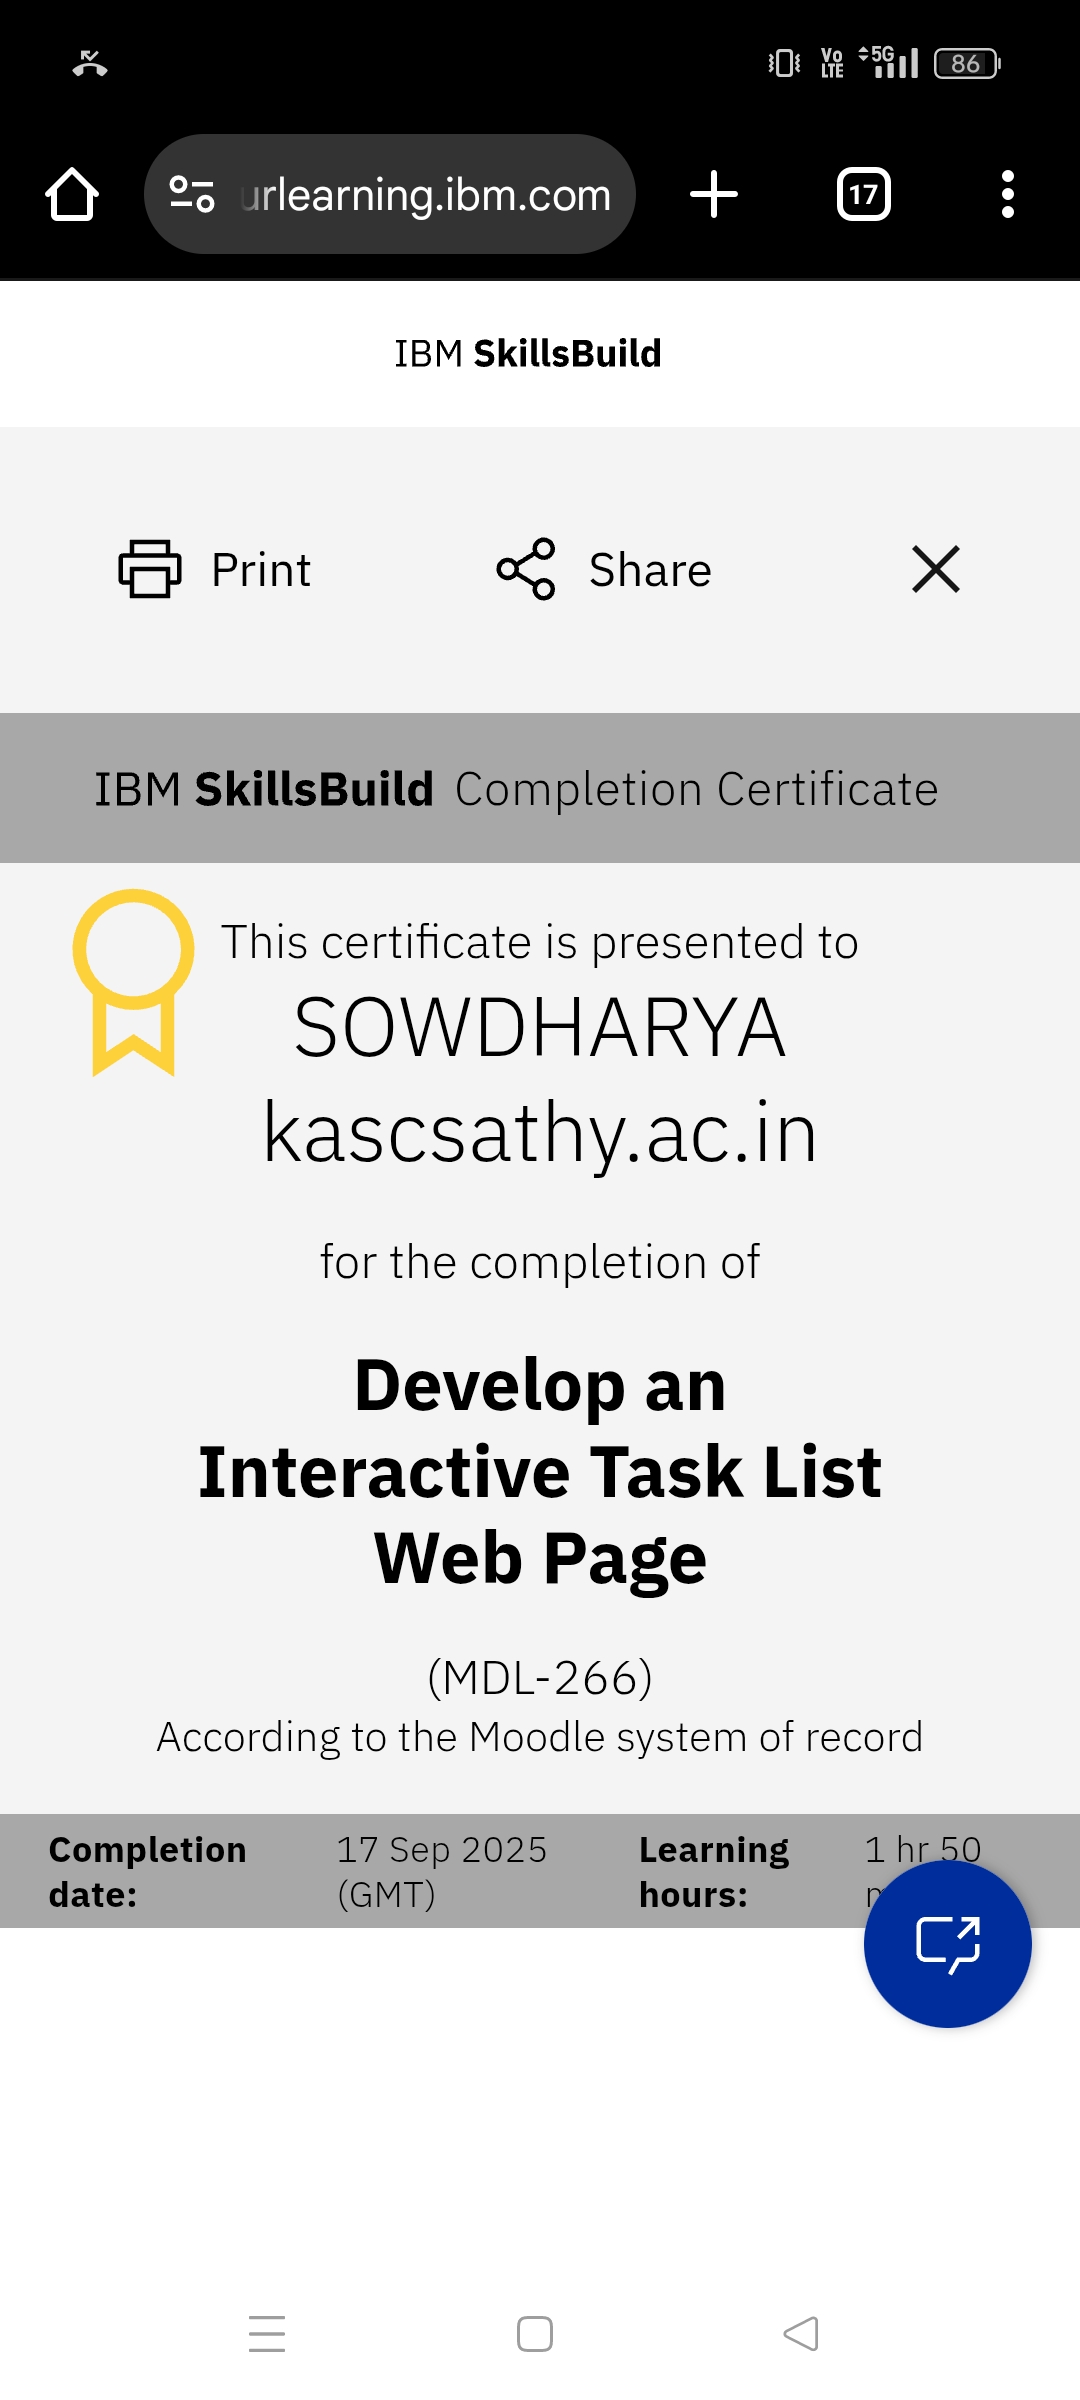 Vo
LTE
5G
86
urlearning.ibm.com
17
IBM SkillsBuild
Print
Share
IBM SkillsBuild Completion Certificate
This certificate is presented to
SOWDHARYA
kascsathy.ac.in
for the completion of
Develop an
Interactive Task List
Web Page
(MDL-266)
According to the Moodle system of record
Completion date:
17 Sep 2025 (GMT)
Learning hours:
1 hr 50